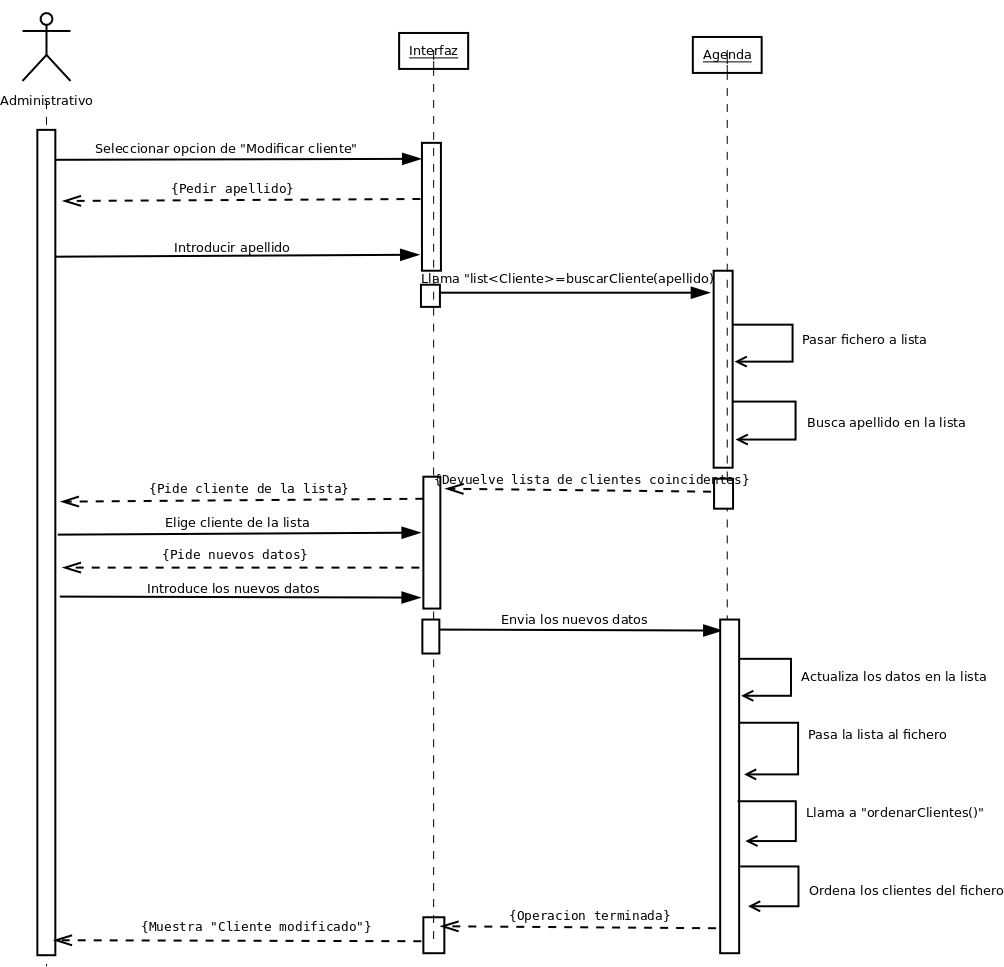 Interfaz
Agenda
Administrativo
Seleccionar opcion de "Modificar cliente"
{Pedir apellido}
Introducir apellido
Llama "list<Cliente>=buscarCliente(apellido)
Pasar fichero a lista
Busca apellido en la lista
{Devuelve lista de clientes coincidentes}
{Pide cliente de la lista}
Elige cliente de la lista
{Pide nuevos datos}
Introduce los nuevos datos
Envia los nuevos datos
Actualiza los datos en la lista
Pasa la lista al fichero
Llama a "ordenarClientes()"
Ordena los clientes del fichero
{Operacion terminada}
{Muestra "Cliente modificado"}